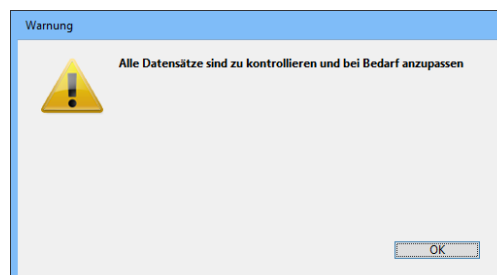 Warnung
Alle Datensätze sind zu kontrollieren und bei Bedarf anzupassen
OK